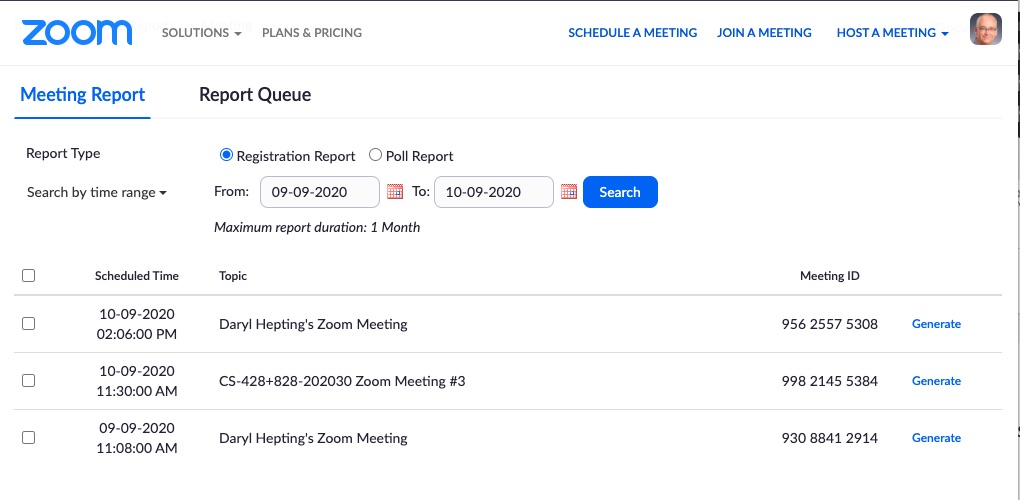 zoom SOLUTIONS PLANS & PRICING SCHEDULE A MEETING JOIN A MEETING HOST A MEETING
Meeting Report Report Queue
Report Type Registration Report Poll Report
Search by time range From: 09-09-2020 To: 10-09-2020 Search
Maximum report duration: 1 Month
Scheduled Time Topic Meeting ID
10-09-2020
02:06:00 PM Daryl Hepting's Zoom Meeting 956 2557 5308 Generate
10-09-2020
11:30:00 AM CS-428+828-202030 Zoom Meeting #3 998 2145 5384 Generate
09-09-2020
11:08:00 AM Daryl Hepting's Zoom Meeting 930 8841 2914 Generate